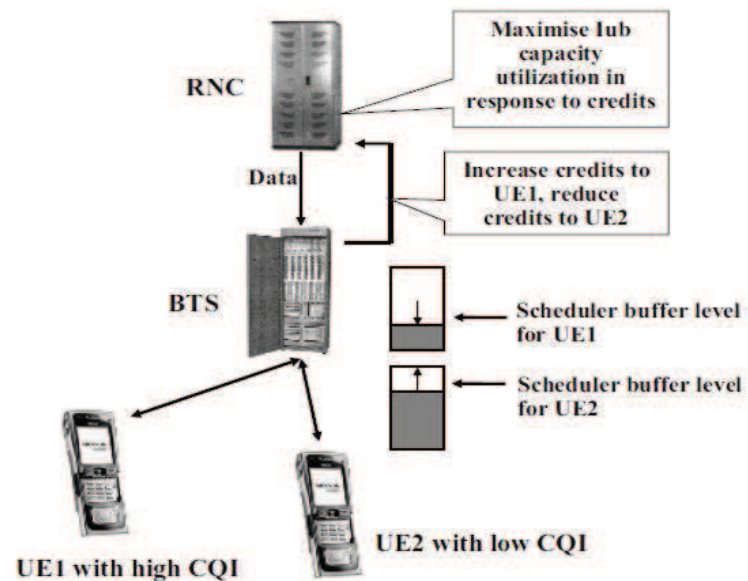 Maximise Iub
capacity
utilization in
response to credits
RNC
Data
Increase credits to
UE1, reduce
credits to UE2
BTS
Scheduler buffer level
for UE1
Scheduler buffer level
for UE2
UE1 with high CQI
UE2 with low CQI